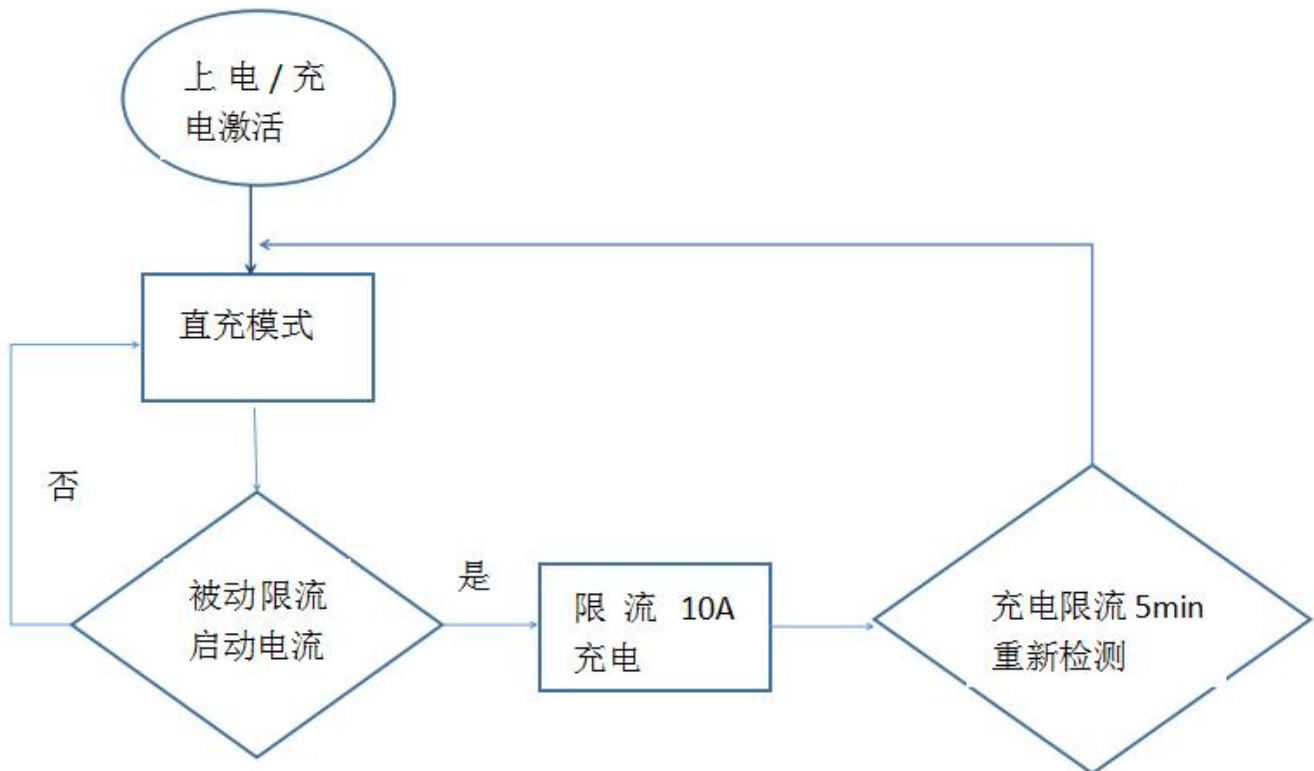 上 电 / 充
电激活
直充模式
否
被动限流
启动电流
是
限 流 10A
充电
充电限流 5min
重新检测